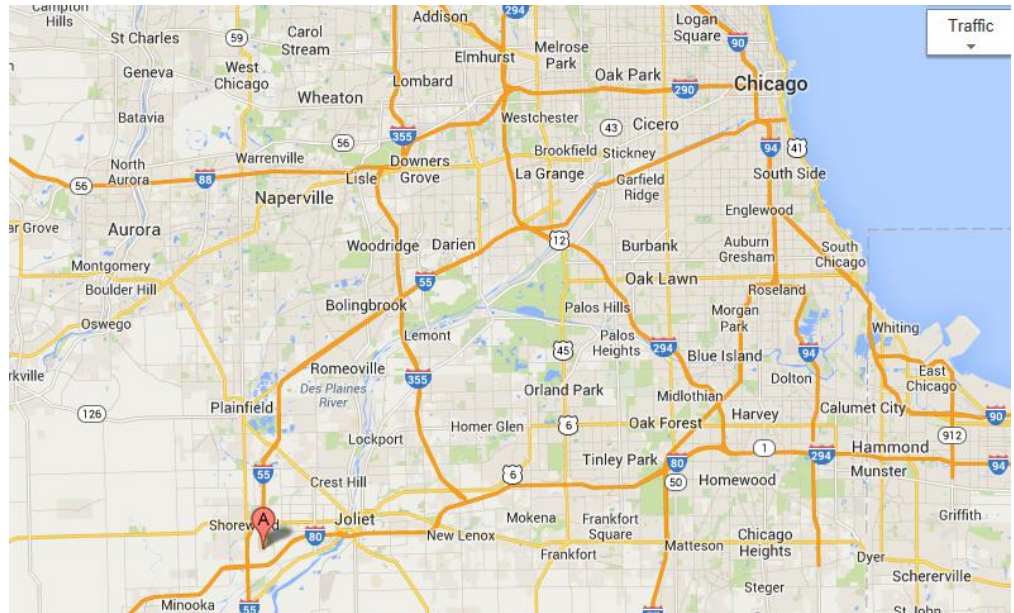 Campton
Hills
St Charles
59
Carol
Stream
Addison
294
Logan
Square
90
Traffic
Geneva
West
Chicago
Elmhurst
Melrose
Park
Lombard
Oak Park
290
Chicago
Batavia
Wheaton
Westchester
43
Cicero
355
56
Warrenville
Brookfield
Stickney
94
41
North
Aurora
56
88
Lisle
Downers
Grove
La Grange
Garfield
Ridge
South Side
Naperville
Englewood
Aurora
Woodridge
Darien
12
Burbank
Auburn
Gresham
South
Chicago
Montgomery
Boulder Hill
55
Oak Lawn
Roseland
Bolingbrook
Palos Hills
Morgan
Park
Oswego
Lemont
Palos
Heights
294
Blue Island
94
Whiting
Romeoville
45
East
Chicago
355
Des Plaines
River
Orland Park
Midlothian
Dolton
126
Plainfield
Calumet City
90
Lockport
Homer Glen
6
Oak Forest
Harvey
912
1
Hammond
55
Crest Hill
6
Tinley Park
80
294
94
50
Homewood
Munster
Shorewood
A
Joliet
80
Mokena
Frankfort
Square
Griffith
New Lenox
Matteson
Chicago
Heights
Frankfort
Dyer
Schererville
Steger
Minooka
55
St John